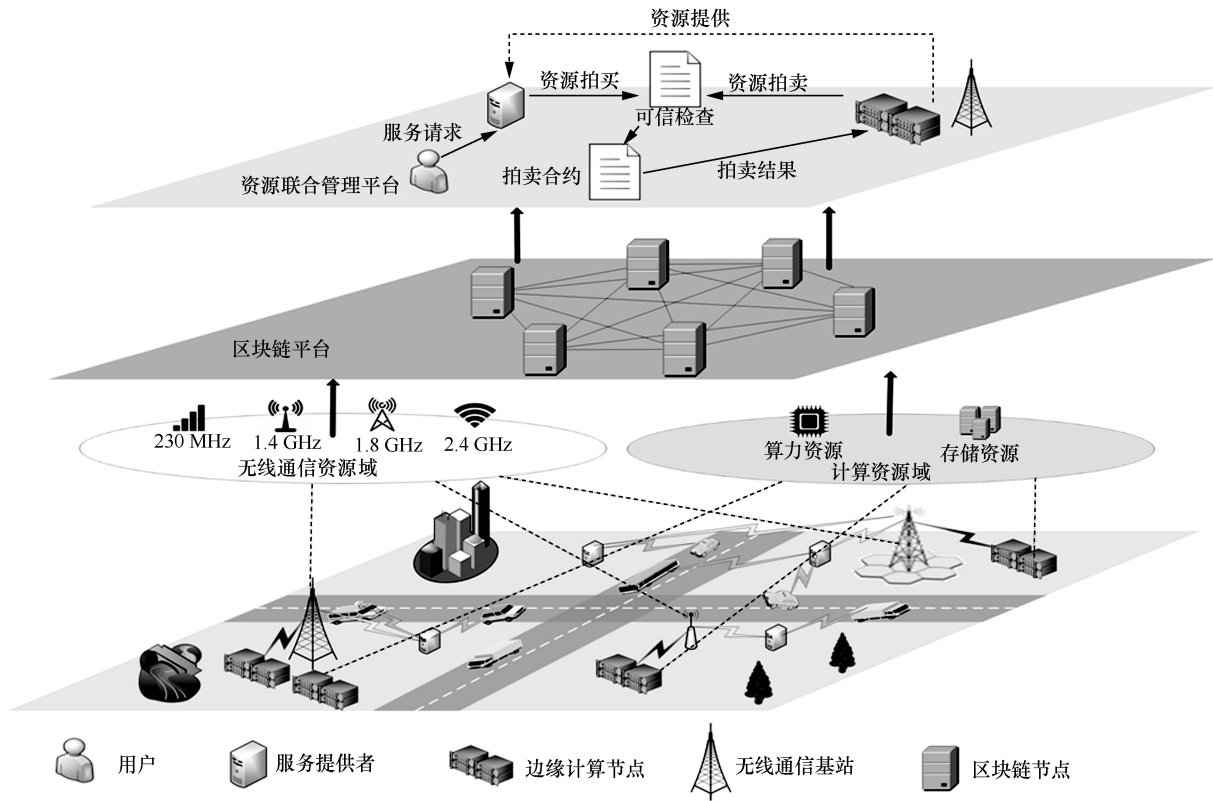 资源提供
资源拍买
资源拍卖
可信检查
服务请求
资源联合管理平台
拍卖合约
拍卖结果
区块链平台
230 MHz
1.4 GHz
1.8 GHz
2.4 GHz
无线通信资源域
算力资源
存储资源
计算资源域
用户
服务提供者
边缘计算节点
无线通信基站
区块链节点